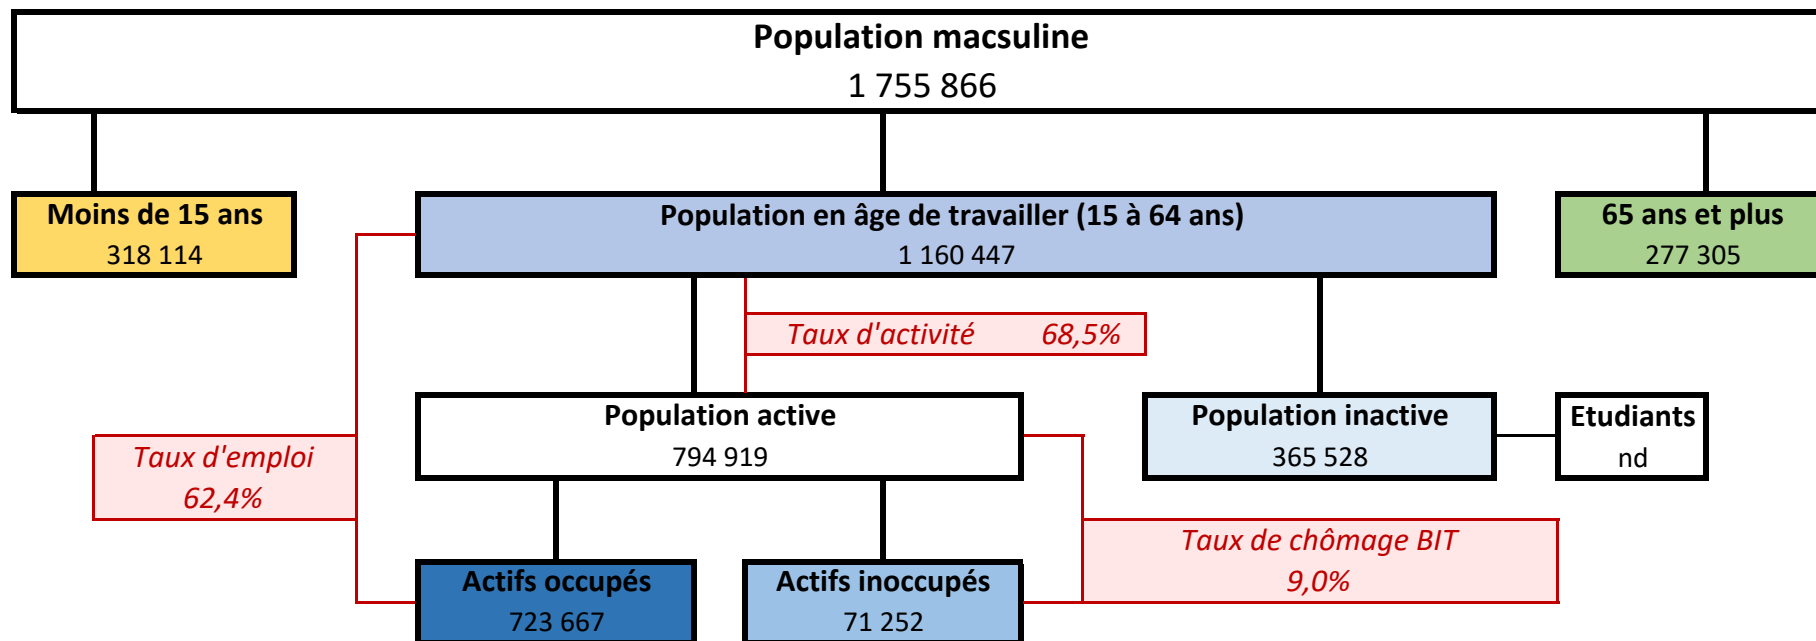 Population macsuline
1 755 866
Moins de 15 ans
318 114
Population en âge de travailler (15 à 64 ans)
1 160 447
65 ans et plus
277 305
Taux d'activité 68,5%
Population active
794 919
Population inactive
365 528
Etudiants
nd
Taux d'emploi
62,4%
Taux de chômage BIT
9,0%
Actifs occupés
723 667
Actifs inoccupés
71 252